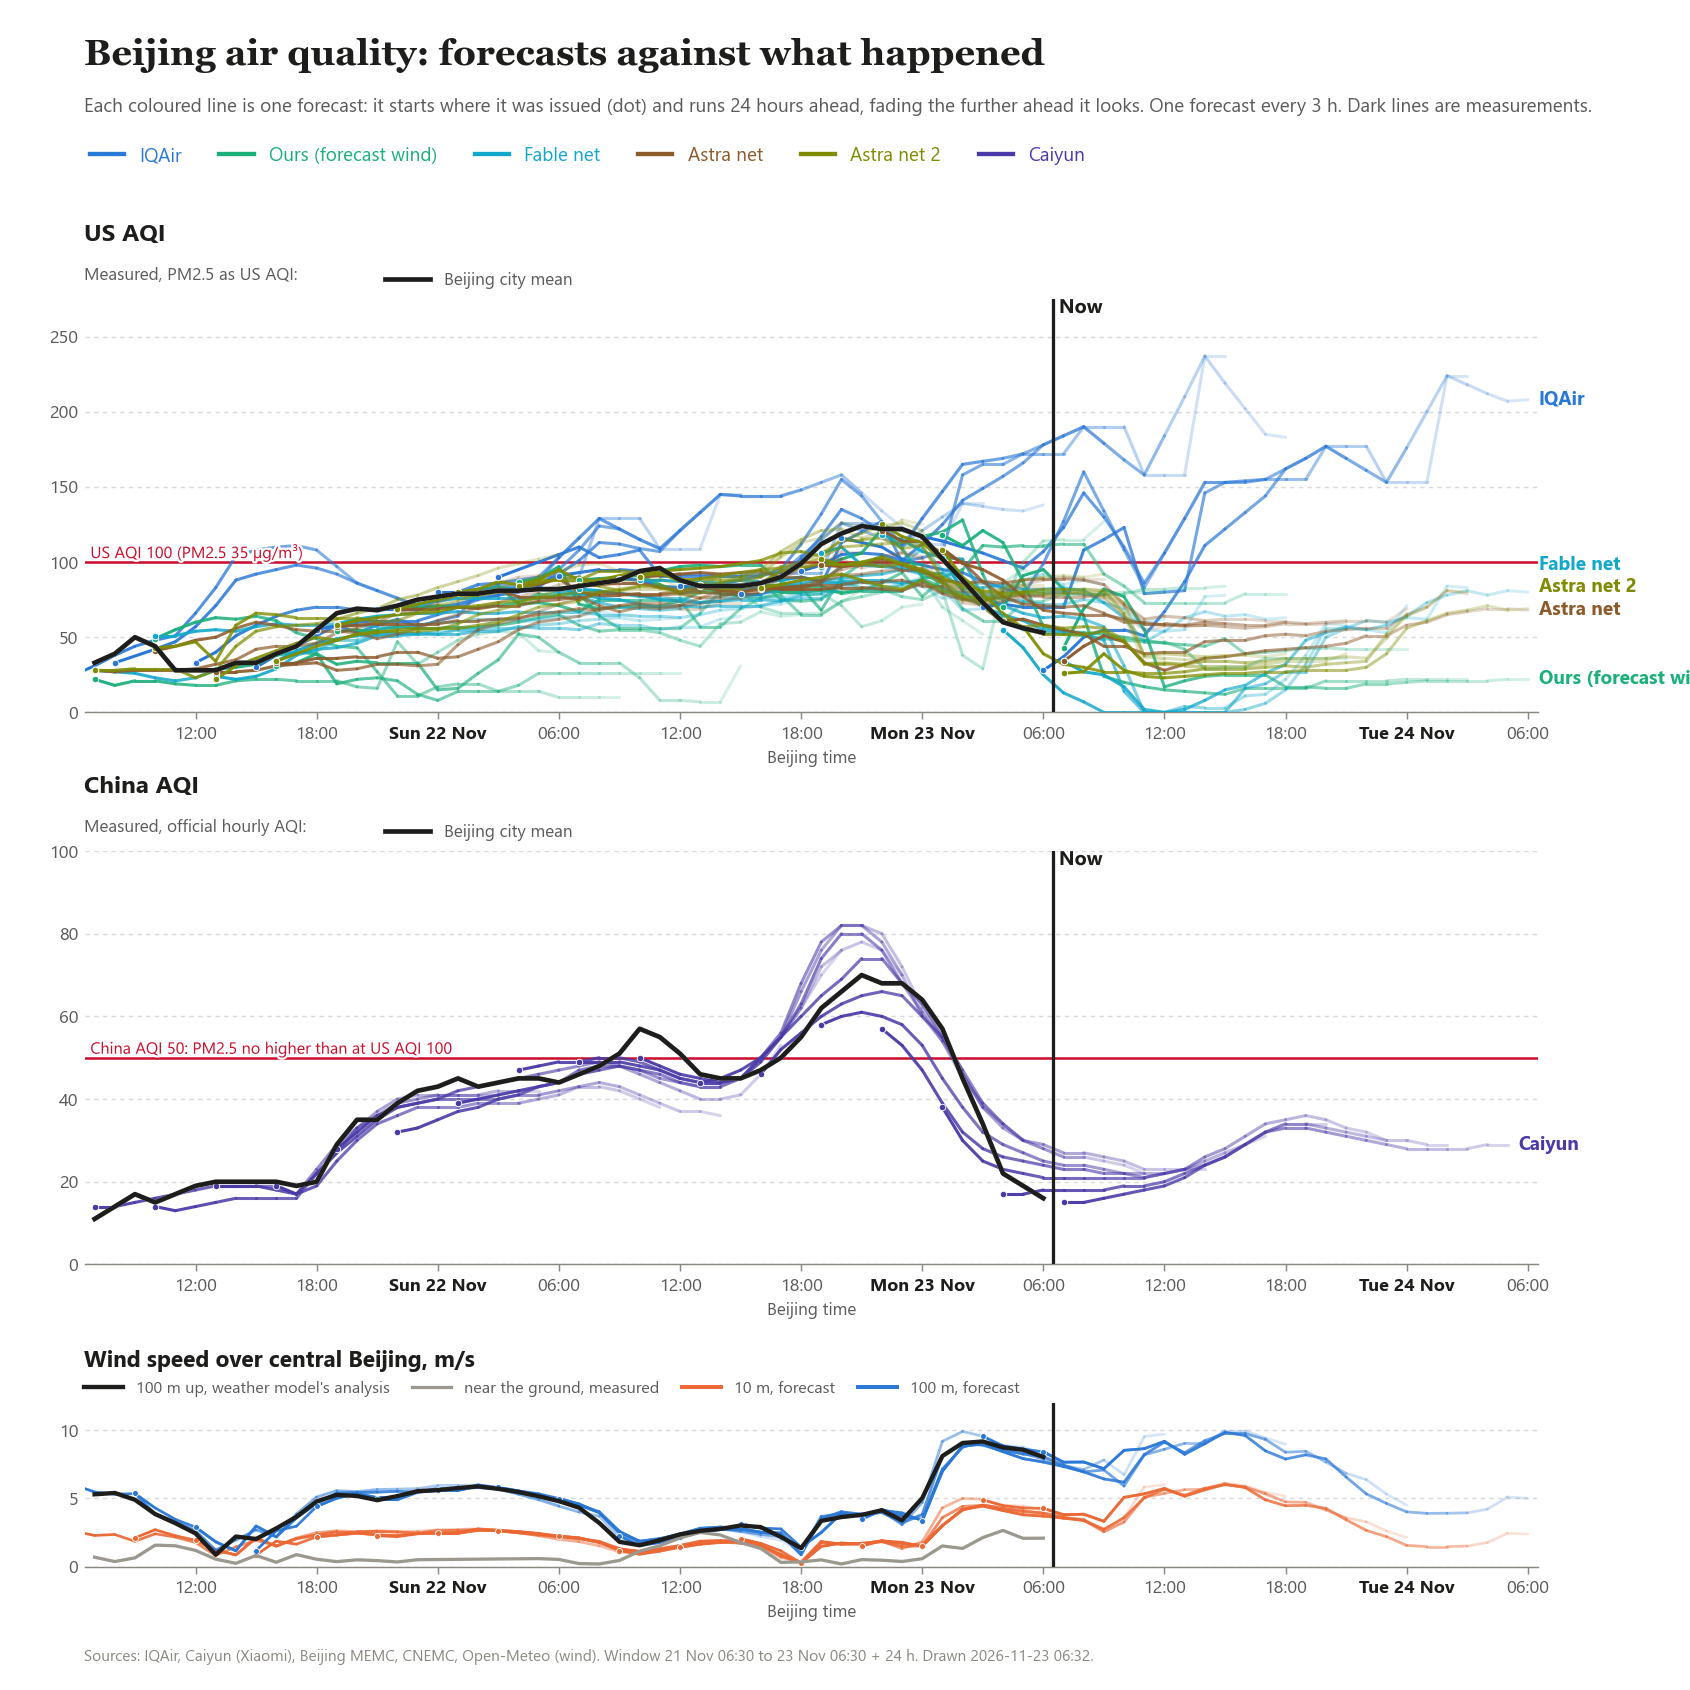 Beijing air quality: forecasts against what happened
Each coloured line is one forecast: it starts where it was issued (dot) and runs 24 hours ahead, fading the further ahead it looks. One forecast every 3 h. Dark lines are measurements.
IQAir Ours (forecast wind) Fable net Astra net Astra net 2 Caiyun
US AQI
Measured, PM2.5 as US AQI: Beijing city mean
Now
250
200
150
100
50
0
US AQI 100 (PM2.5 35 µg/m³)
IQAir
Fable net
Astra net 2
Astra net
Ours (forecast wi
12:00 18:00 Sun 22 Nov 06:00 12:00 18:00 Mon 23 Nov 06:00 12:00 18:00 Tue 24 Nov 06:00
Beijing time
China AQI
Measured, official hourly AQI: Beijing city mean
Now
100
80
60
40
20
0
China AQI 50: PM2.5 no higher than at US AQI 100
Caiyun
12:00 18:00 Sun 22 Nov 06:00 12:00 18:00 Mon 23 Nov 06:00 12:00 18:00 Tue 24 Nov 06:00
Beijing time
Wind speed over central Beijing, m/s
100 m up, weather model's analysis near the ground, measured 10 m, forecast 100 m, forecast
10
5
0
12:00 18:00 Sun 22 Nov 06:00 12:00 18:00 Mon 23 Nov 06:00 12:00 18:00 Tue 24 Nov 06:00
Beijing time
Sources: IQAir, Caiyun (Xiaomi), Beijing MEMC, CNEMC, Open-Meteo (wind). Window 21 Nov 06:30 to 23 Nov 06:30 + 24 h. Drawn 2026-11-23 06:32.